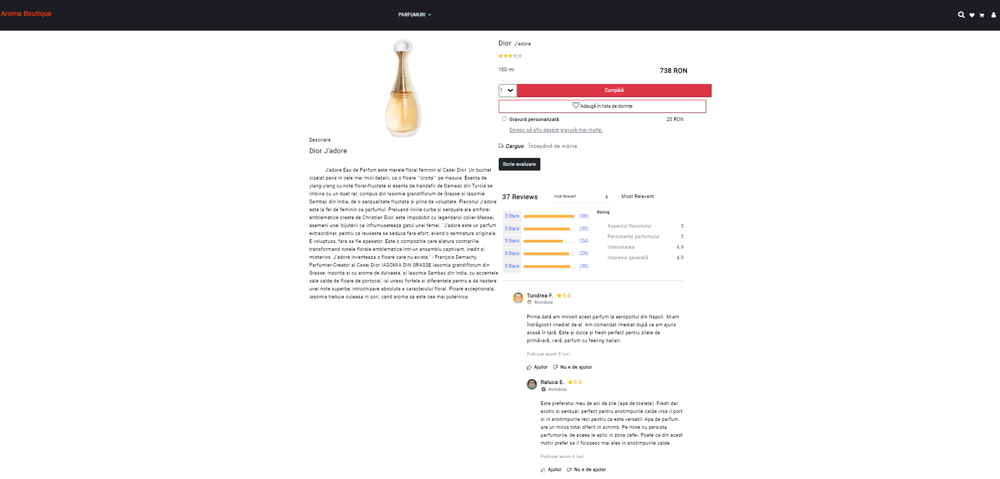 Aroma Boutique
PARFUMURI
Dior J'adore
100 ml 738 RON
1 Cumpără
Adaugă în lista de dorințe
Gravură personalizată 20 RON
Doresc să aflu despre gravură mai multe.
Cargus Începând de mâine.
Scrie evaluare
Descriere
Dior J'adore
J'adore Eau de Parfum este marele floral feminin al Casei Dior. Un buchet
cizelat pana in cele mai mici detalii, ca o floare ""croita"" pe masura. Esenta de
ylang-ylang cu note floral-fructate si esenta de trandafir de Damasc din Turcia se
imbina cu un duet rar, compus din Iasomie grandiflorum de Grasse si Iasomie
Sambac din India, de o senzualitate fructata si plina de voluptate. Flaconul J'adore
este la fel de feminin ca parfumul. Preluand liniile curbe si senzuale ale amforei
emblematice create de Christian Dior, este impodobit cu legendarul colier Massai,
asemeni unei bijuterii ce infrumuseteaza gatul unei femei. "J'adore este un parfum
extraordinar, pentru ca reuseste sa seduca fara efort, avand o semnatura originala.
E voluptuos, fara sa fie apasator. Este o compozitie care alatura contrariile,
transformand notele florale emblematice intr-un ansamblu captivant, inedit si
misterios. J'adore inventeaza o floare care nu exista." - François Demachy,
Parfumier-Creator al Casei Dior IASOMIA DIN GRASSE Iasomia grandiflorum din
Grasse, insorita si cu arome de dulceata, si Iasomia Sambac din India, cu accentele
sale calde de floare de portocal, isi unesc fortele si diferentele pentru a da nastere
unei note superbe, intruchipare absoluta a caracterului floral. Floare exceptionala,
iasomia trebuie culeasa in zori, cand aroma sa este cea mai puternica.
37 Reviews Most Relevant Most Relevant
5 Stars (36)
5 Stars (30)
5 Stars (24)
5 Stars (29)
5 Stars (30)
Rating
Aspectul flaconului 5
Persistența parfumului 5
Intensitatea 4.9
Impresia generală 4.9
Tundrea F. 5.0
România
Prima dată am mirosit acest parfum la aeroportul din Napoli. M-am
îndrăgostit imediat de el. Am comandat imediat după ce am ajuns
acasă în țară. Este și dulce și fresh perfect pentru zilele de
primăvară, vară, parfum cu feeling italian.
Publicat acum 5 luni
Ajutor Nu e de ajutor
Raluca E. 5.0
România
Este preferatul meu de ani de zile (apa de toaleta). Fresh dar
exotic si senzual, perfect pentru anotimpurile calde insa il port
si in anotimpurile reci pentru ca este versatil. Apa de parfum
are un miros total diferit in schimb. Pe mine nu persista
parfumurile, de aceea le aplic in zona cefei. Poate ca din acest
motiv prefer sa il folosesc mai ales in anotimpurile calde
Publicat acum 4 luni
Ajutor Nu e de ajutor